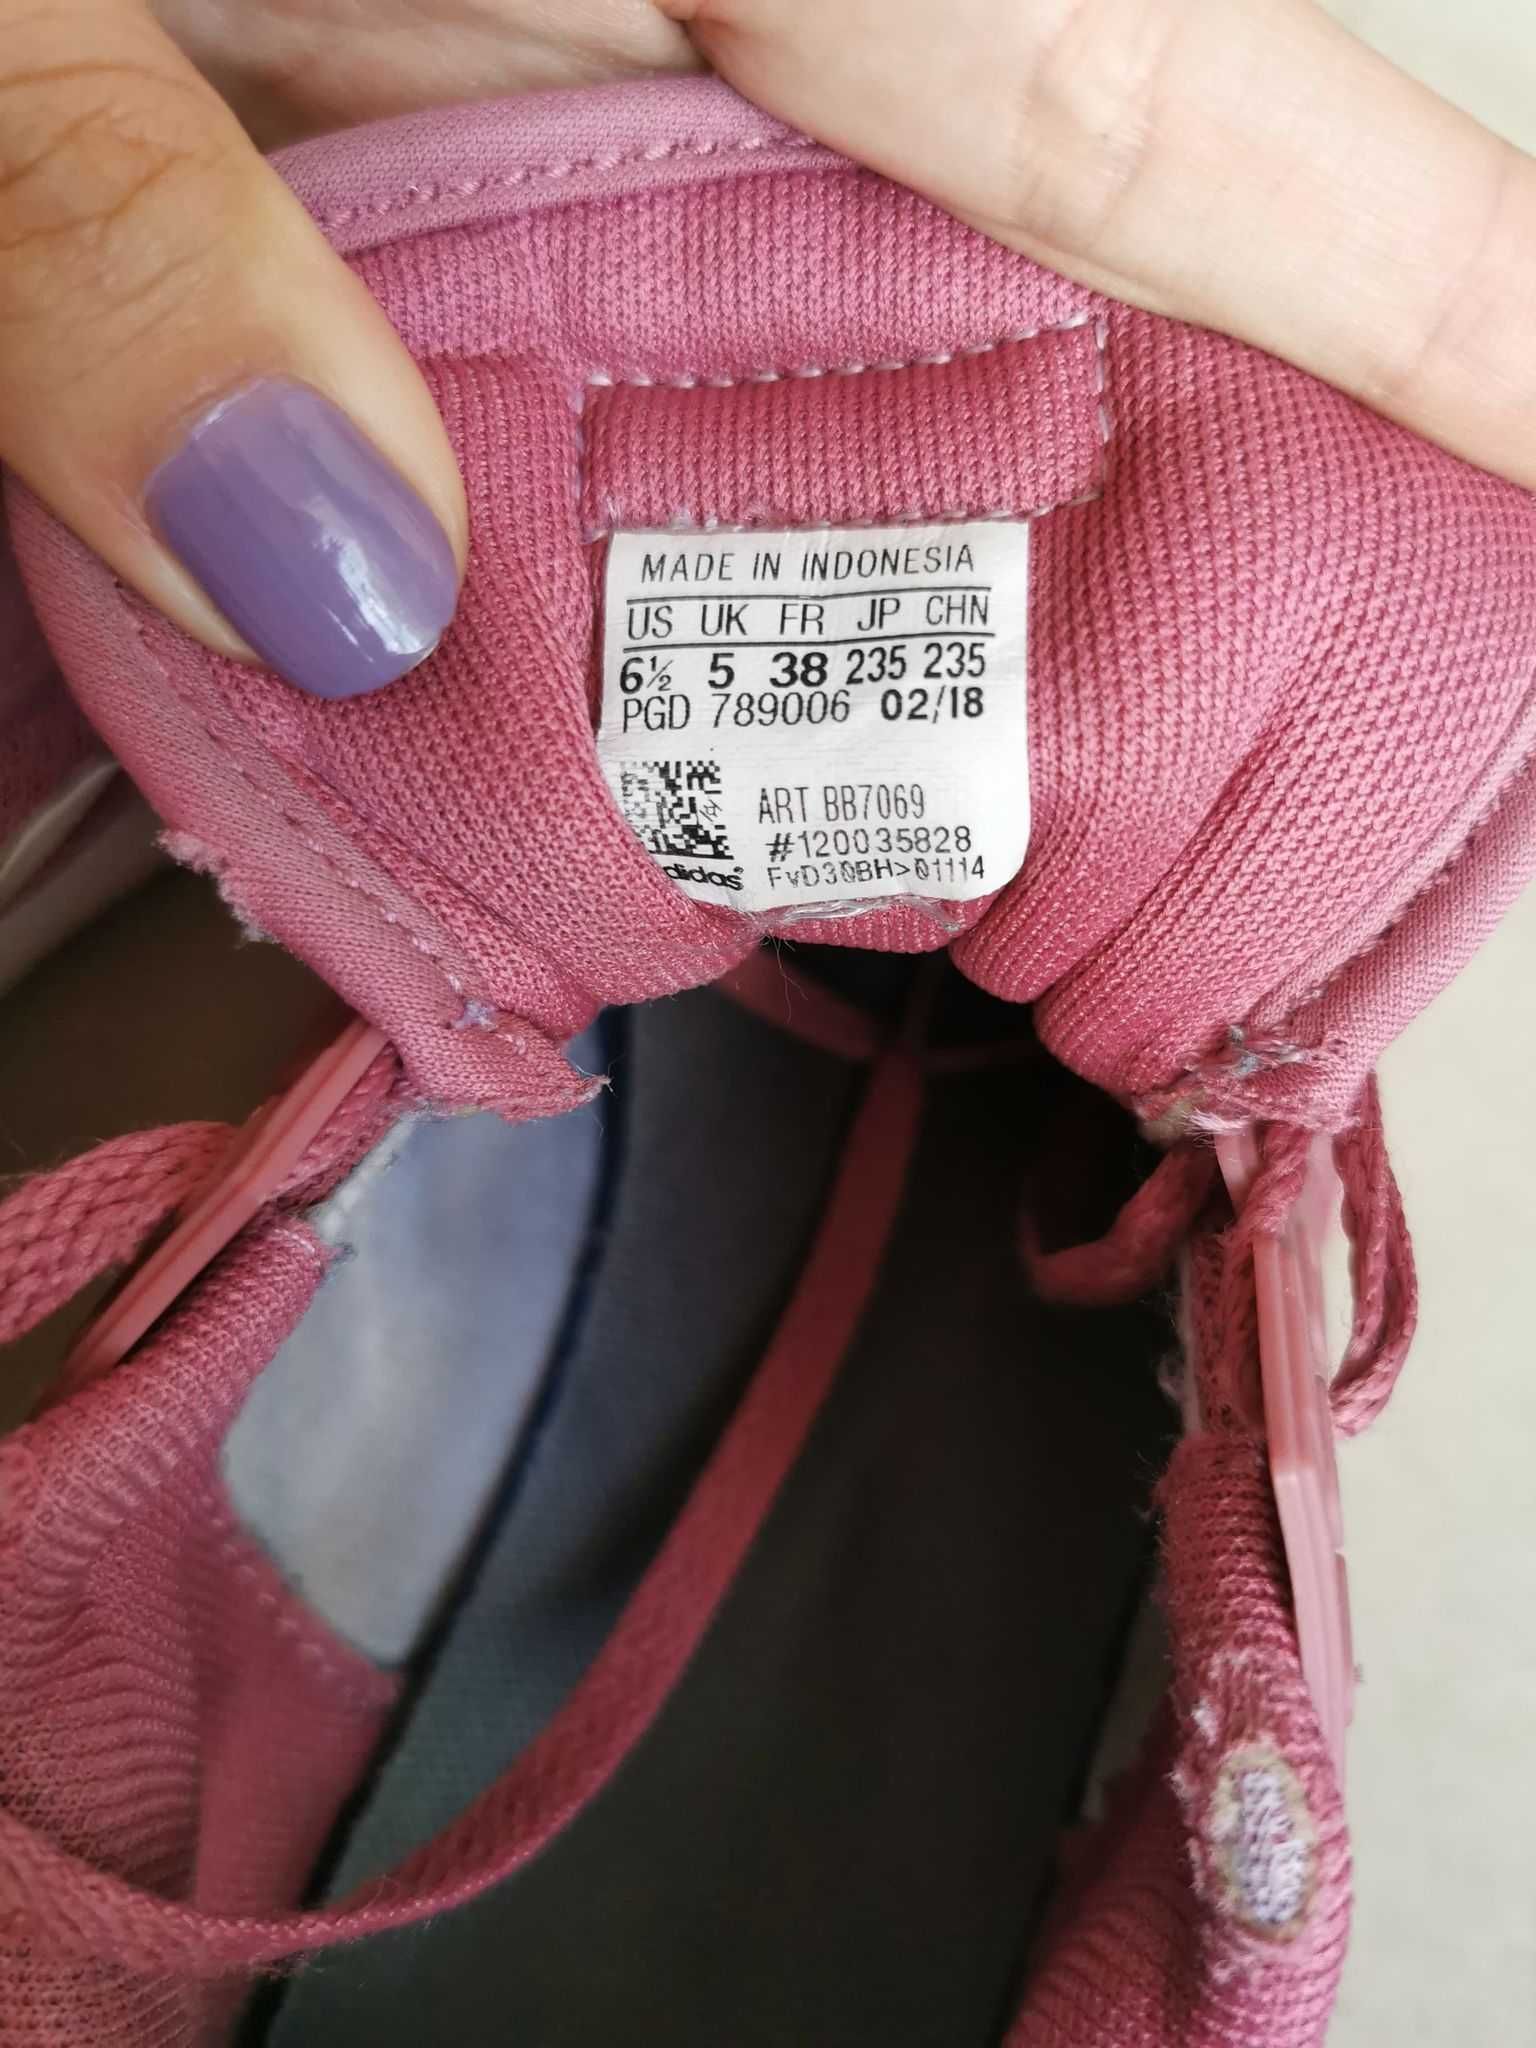 MADE IN INDONESIA
US UK FR JP CHN
6½ 5 38 235 235
PGD 789006 02/18
ART BB7069
#120035828
adidas® FvD30BH>01114